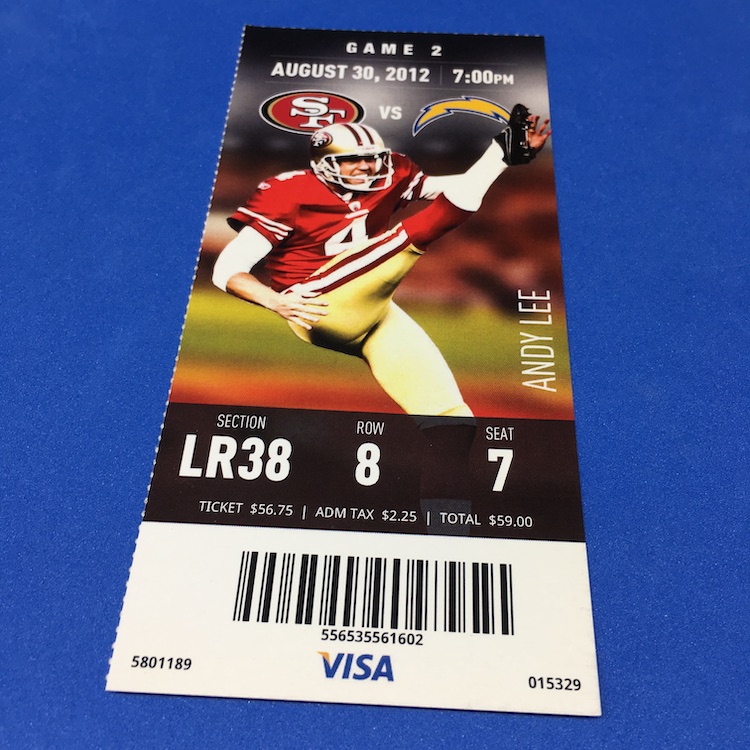 GAME 2
AUGUST 30, 2012 | 7:00PM
SF VS
4
ANDY LEE
SECTION ROW SEAT
LR38 8 7
TICKET $56.75 | ADM TAX $2.25 | TOTAL $59.00
556535561602
5801189 VISA 015329